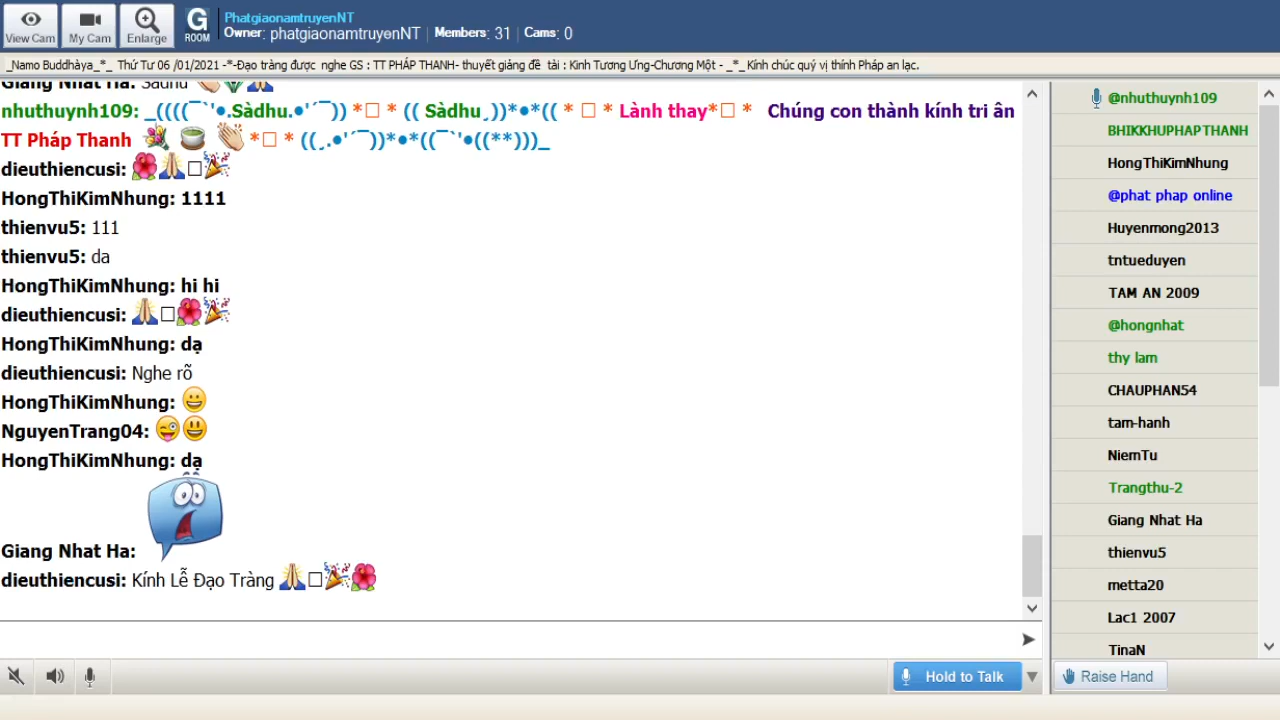 PhatgiaonamtruyenNT
Owner: phatgiaonamtruyenNT | Members: 31 | Cams: 0
View Cam
My Cam
Enlarge
G ROOM
_Namo Buddhàya_*_ Thứ Tư 06 /01/2021 -*-Đạo tràng được nghe GS : TT PHÁP THANH- thuyết giảng đề tài : Kinh Tương Ưng-Chương Một - _*_ Kính chúc quý vị thính Pháp an lạc.
Giang Nhat Ha: Sadhu
nhuthuynh109: _((((¯`'•.Sàdhu.•'´¯)) *□ * (( Sàdhu¸))*•*(( * □ * Lành thay*□ * Chúng con thành kính tri ân
TT Pháp Thanh *□ * ((¸.•'´¯))*•*((¯`'•((**)))_
dieuthiencusi:
HongThiKimNhung: 1111
thienvu5: 111
thienvu5: da
HongThiKimNhung: hi hi
dieuthiencusi:
HongThiKimNhung: dạ
dieuthiencusi: Nghe rõ
HongThiKimNhung:
NguyenTrang04:
HongThiKimNhung: dạ
Giang Nhat Ha:
dieuthiencusi: Kính Lễ Đạo Tràng
@nhuthuynh109
BHIKKHUPHAPTHANH
HongThiKimNhung
@phat phap online
Huyenmong2013
tntueduyen
TAM AN 2009
@hongnhat
thy lam
CHAUPHAN54
tam-hanh
NiemTu
Trangthu-2
Giang Nhat Ha
thienvu5
metta20
Lac1 2007
TinaN
Hold to Talk
Raise Hand